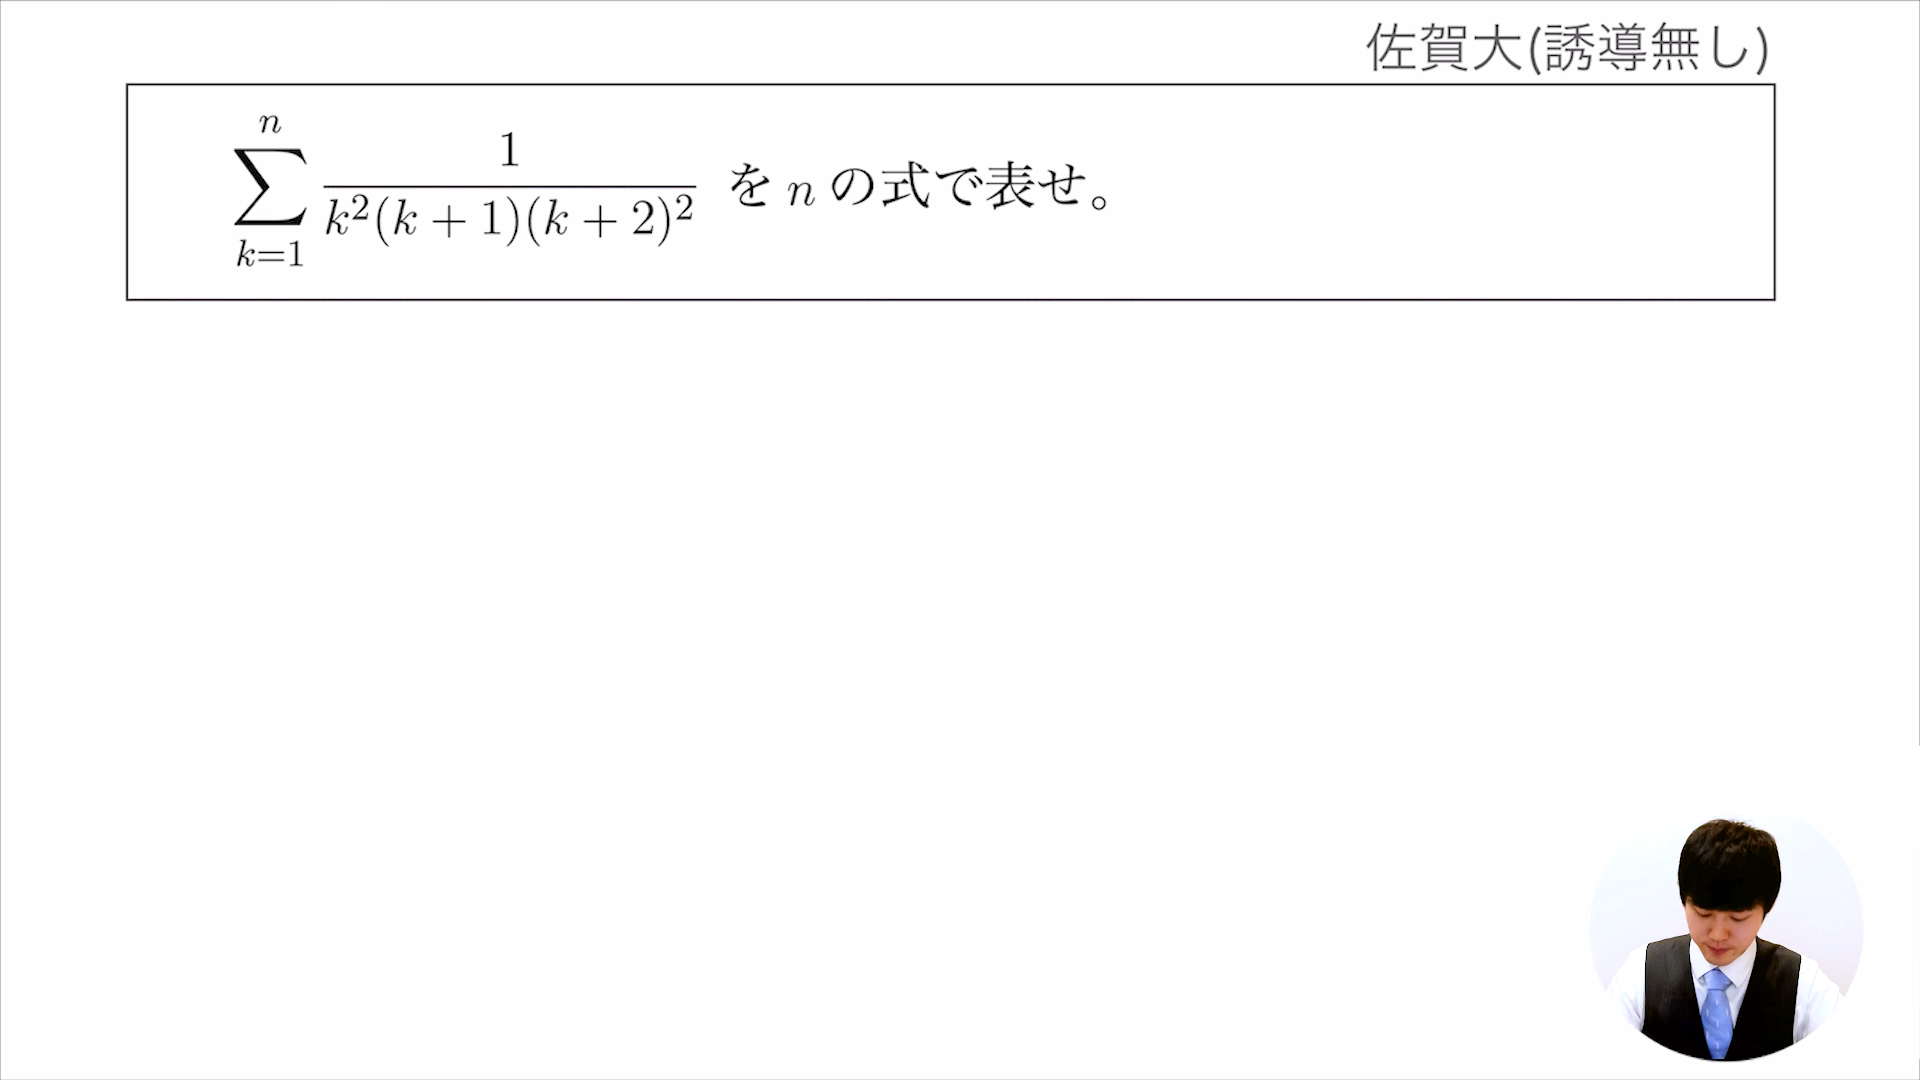 佐賀大(誘導無し)
$\sum_{k=1}^{n} \frac{1}{k^2(k+1)(k+2)^2}$ を n の式で表せ。